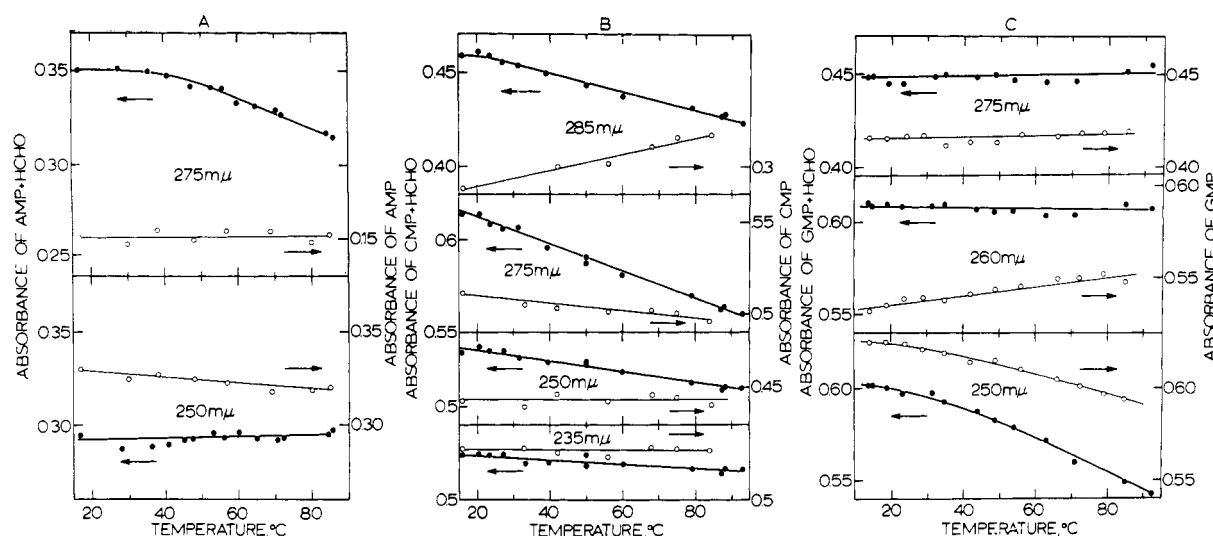 A
0.35
0.30
0.25
0.35
0.30
275mμ
250mμ
0.15
0.35
0.30
20 40 60 80
TEMPERATURE,°C
ABSORBANCE OF AMP+HCHO
ABSORBANCE OF AMP
B
ABSORBANCE OF CMP+HCHO
0.45
0.40
0.6
0.55
0.5
0.5
285mμ
275mμ
250mμ
235mμ
0.3
0.55
0.5
0.45
0.5
20 40 60 80
TEMPERATURE,°C
ABSORBANCE OF CMP
C
ABSORBANCE OF GMP+HCHO
0.45
0.40
0.60
0.55
0.60
0.55
275mμ
260mμ
250mμ
0.45
0.40
0.60
0.55
0.60
0.55
20 40 60 80
TEMPERATURE,°C
ABSORBANCE OF GMP